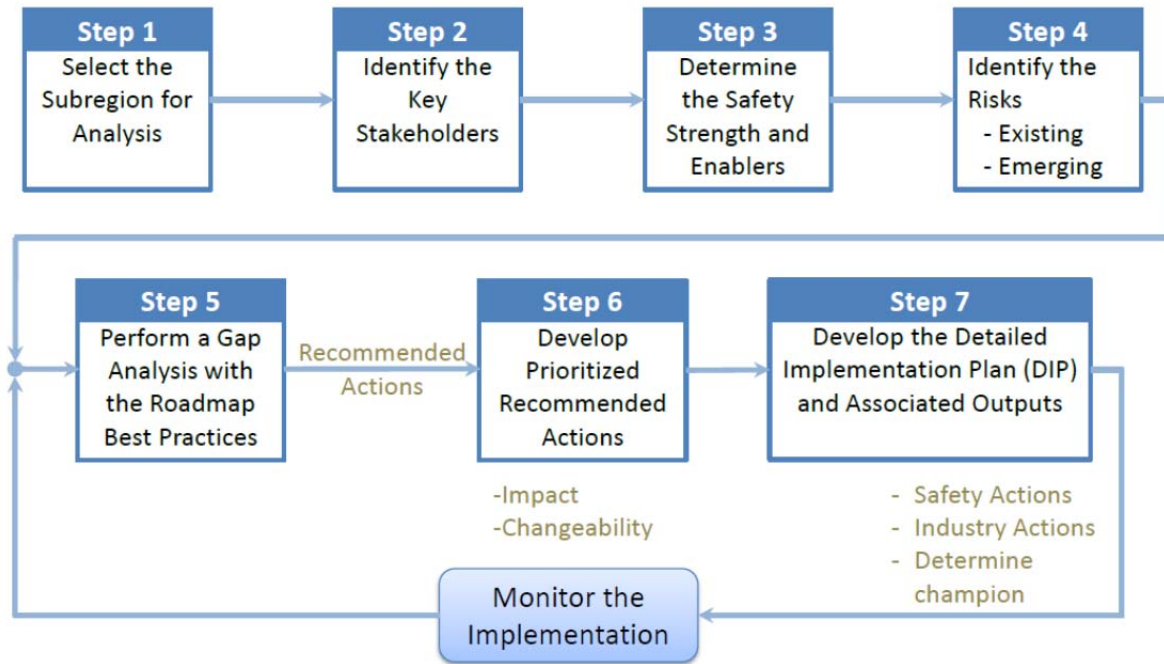 Step 1
Select the
Subregion for
Analysis
Step 2
Identify the
Key
Stakeholders
Step 3
Determine
the Safety
Strength and
Enablers
Step 4
Identify the
Risks
- Existing
- Emerging
Step 5
Perform a Gap
Analysis with
the Roadmap
Best Practices
Recommended
Actions
Step 6
Develop
Prioritized
Recommended
Actions
-Impact
-Changeability
Step 7
Develop the Detailed
Implementation Plan (DIP)
and Associated Outputs
- Safety Actions
- Industry Actions
- Determine
champion
Monitor the
Implementation